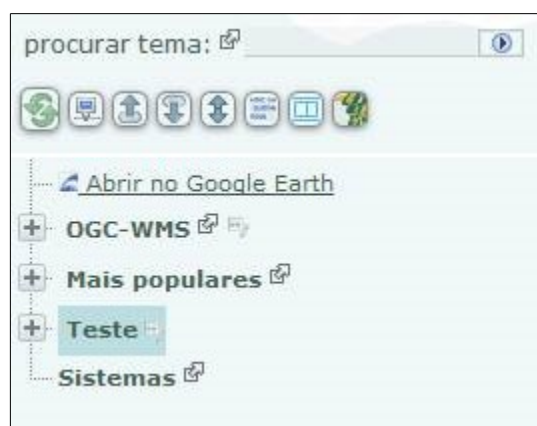 procurar tema:
Abrir no Google Earth
OGC-WMS
Mais populares
Teste
Sistemas